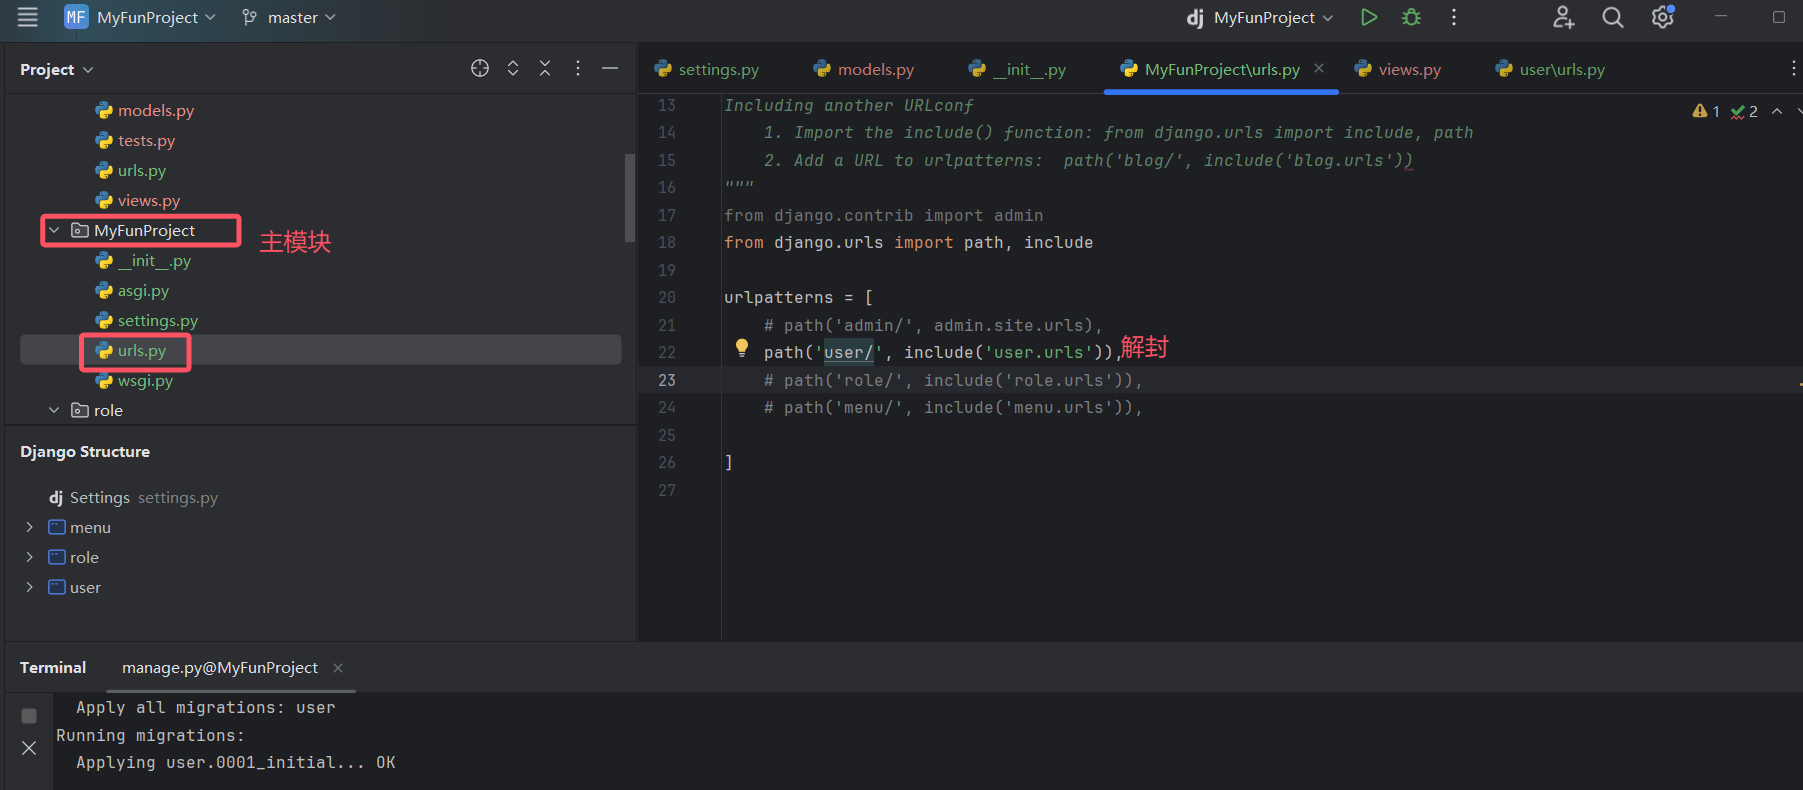 MF MyFunProject master
dj MyFunProject
Project
models.py
tests.py
urls.py
views.py
MyFunProject
主模块
__init__.py
asgi.py
settings.py
urls.py
wsgi.py
role
Django Structure
dj Settings settings.py
menu
role
user
settings.py models.py __init__.py MyFunProject\urls.py views.py user\urls.py
1 2
13 Including another URLconf
14 1. Import the include() function: from django.urls import include, path
15 2. Add a URL to urlpatterns: path('blog/', include('blog.urls'))
16 """
17 from django.contrib import admin
18 from django.urls import path, include
19
20 urlpatterns = [
21 # path('admin/', admin.site.urls),
22 path('user/', include('user.urls')), 解封
23 # path('role/', include('role.urls')),
24 # path('menu/', include('menu.urls')),
25
26 ]
27
Terminal manage.py@MyFunProject
Apply all migrations: user
Running migrations:
Applying user.0001_initial... OK